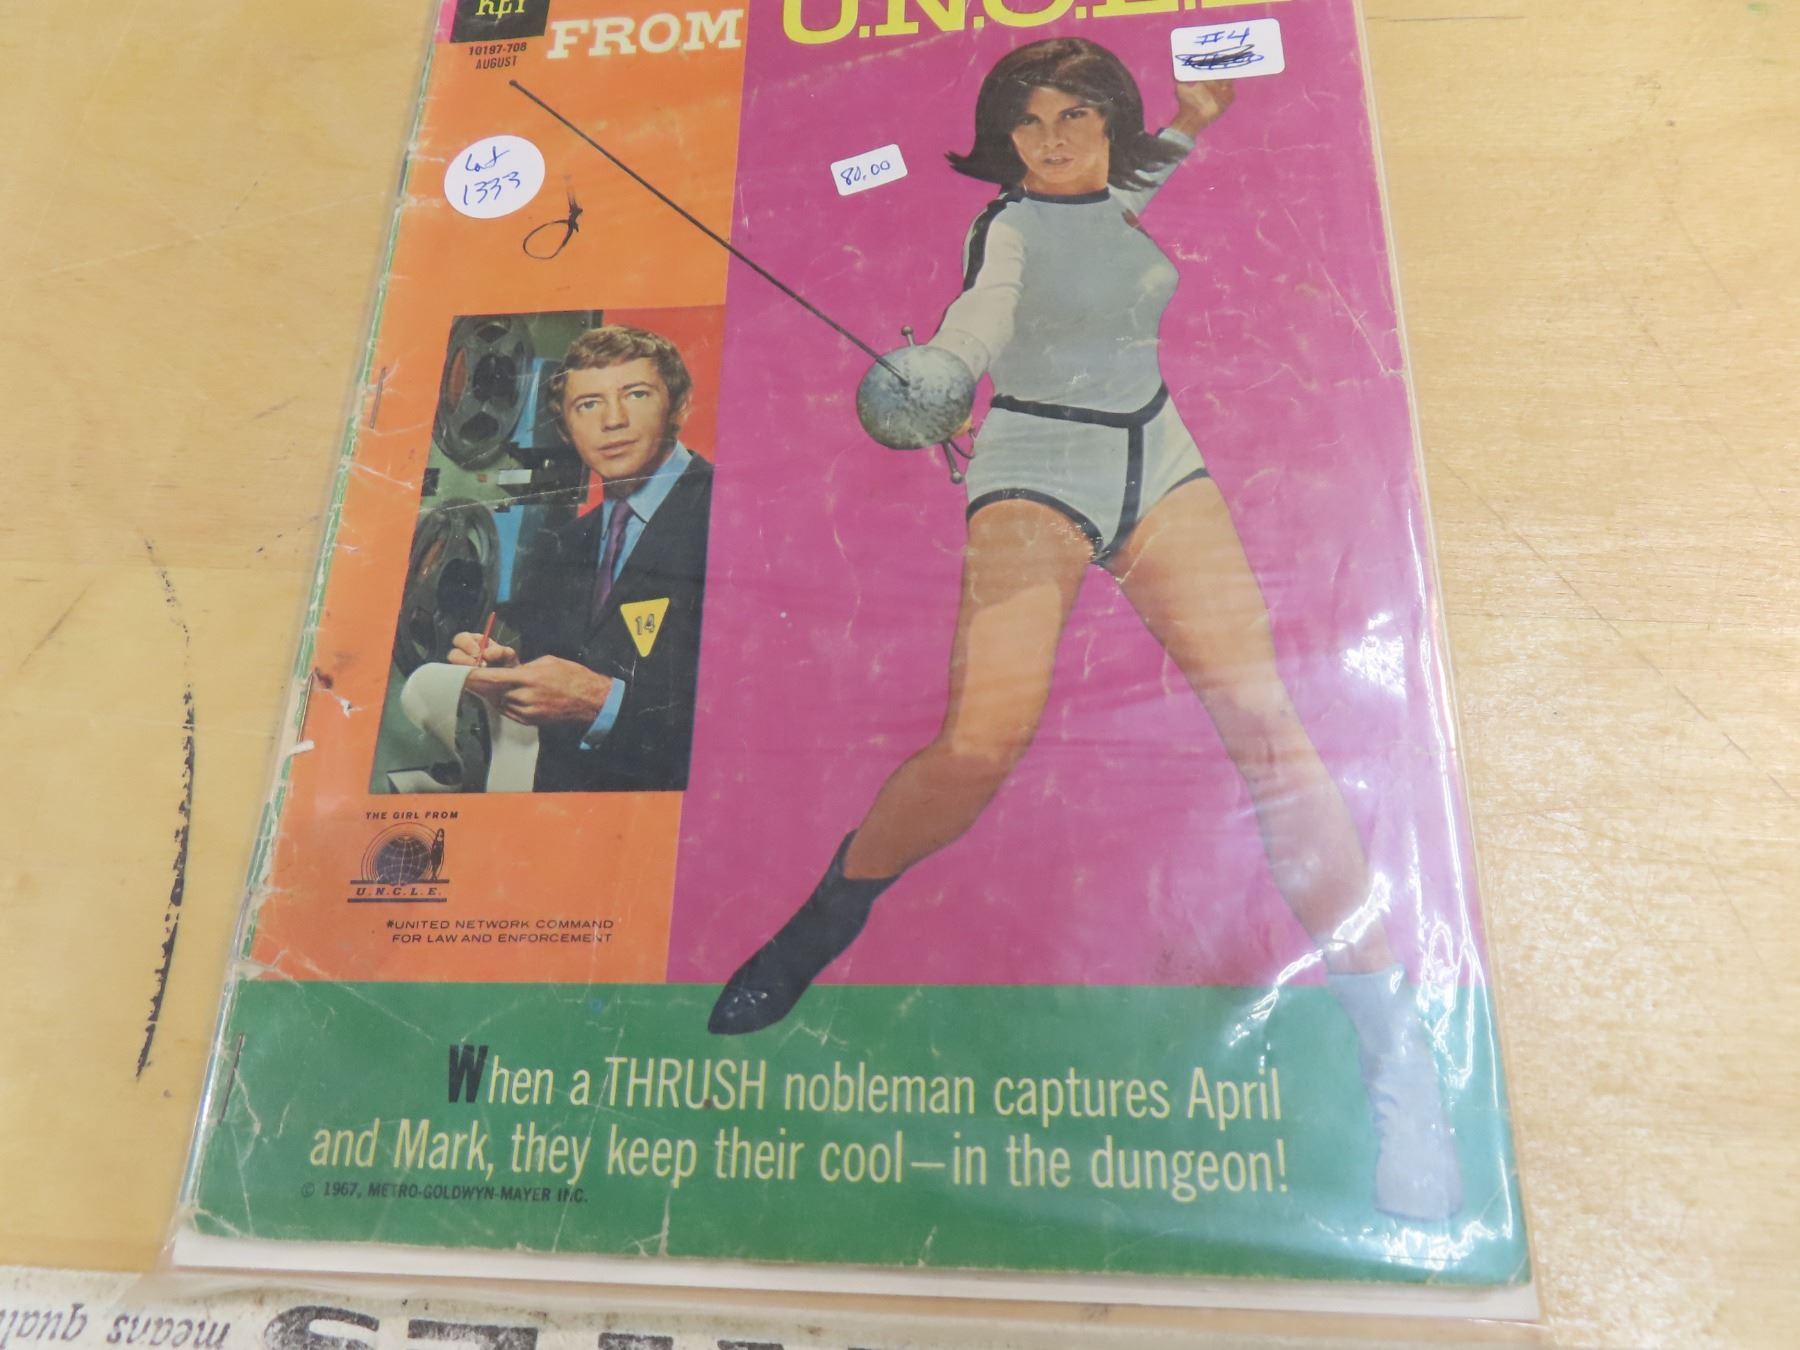 KEY
10197-708
AUGUST
FROM U.N.C.L.E.
#4
Lot
1333
80.00
14
THE GIRL FROM
U.N.C.L.E.
*UNITED NETWORK COMMAND
FOR LAW AND ENFORCEMENT
When a THRUSH nobleman captures April
and Mark, they keep their cool—in the dungeon!
© 1967, METRO-GOLDWYN-MAYER INC.
means